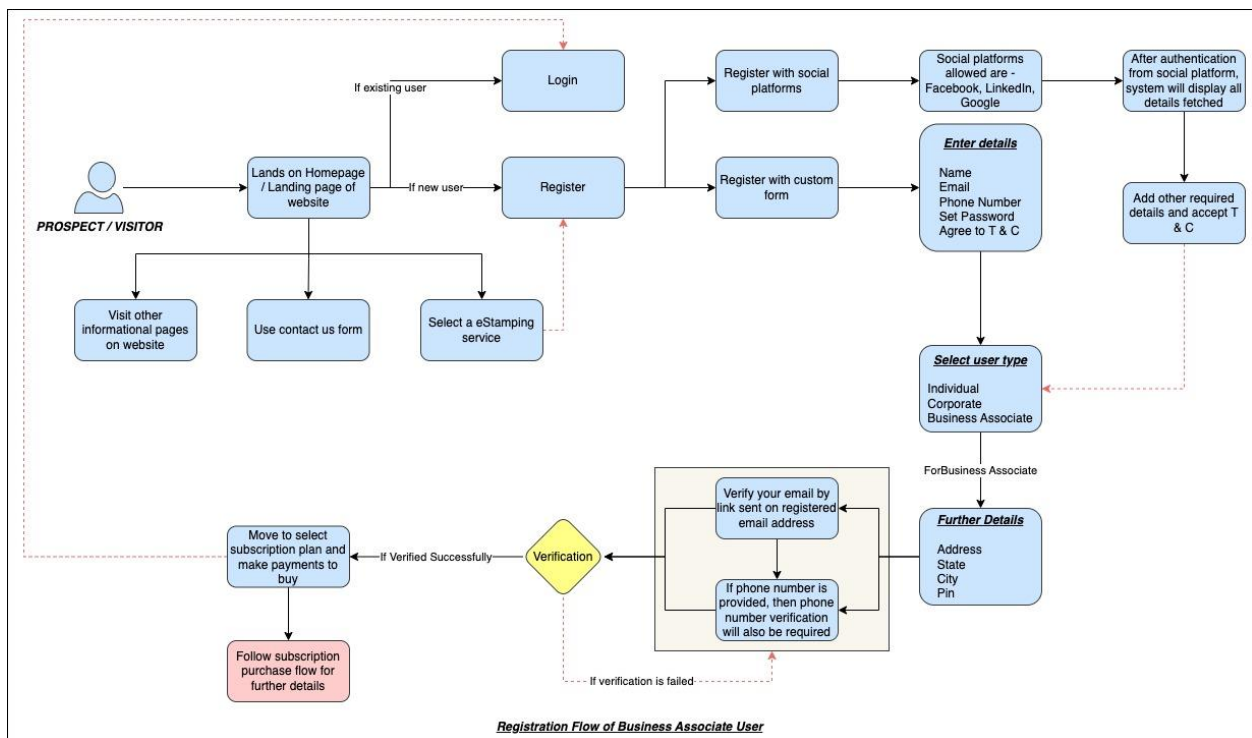 Login
If existing user
Register with social
platforms
Social platforms
allowed are -
Facebook, LinkedIn,
Google
After authentication
from social platform,
system will display all
details fetched
PROSPECT / VISITOR
Lands on Homepage
/ Landing page of
website
If new user
Register
Register with custom
form
Enter details
Name
Email
Phone Number
Set Password
Agree to T & C
Add other required
details and accept T
& C
Visit other
informational pages
on website
Use contact us form
Select a eStamping
service
Select user type
Individual
Corporate
Business Associate
ForBusiness Associate
Further Details
Address
State
City
Pin
Verify your email by
link sent on registered
email address
If phone number is
provided, then phone
number verification
will also be required
Verification
If Verified Successfully
Move to select
subscription plan and
make payments to
buy
Follow subscription
purchase flow for
further details
If verification is failed
Registration Flow of Business Associate User